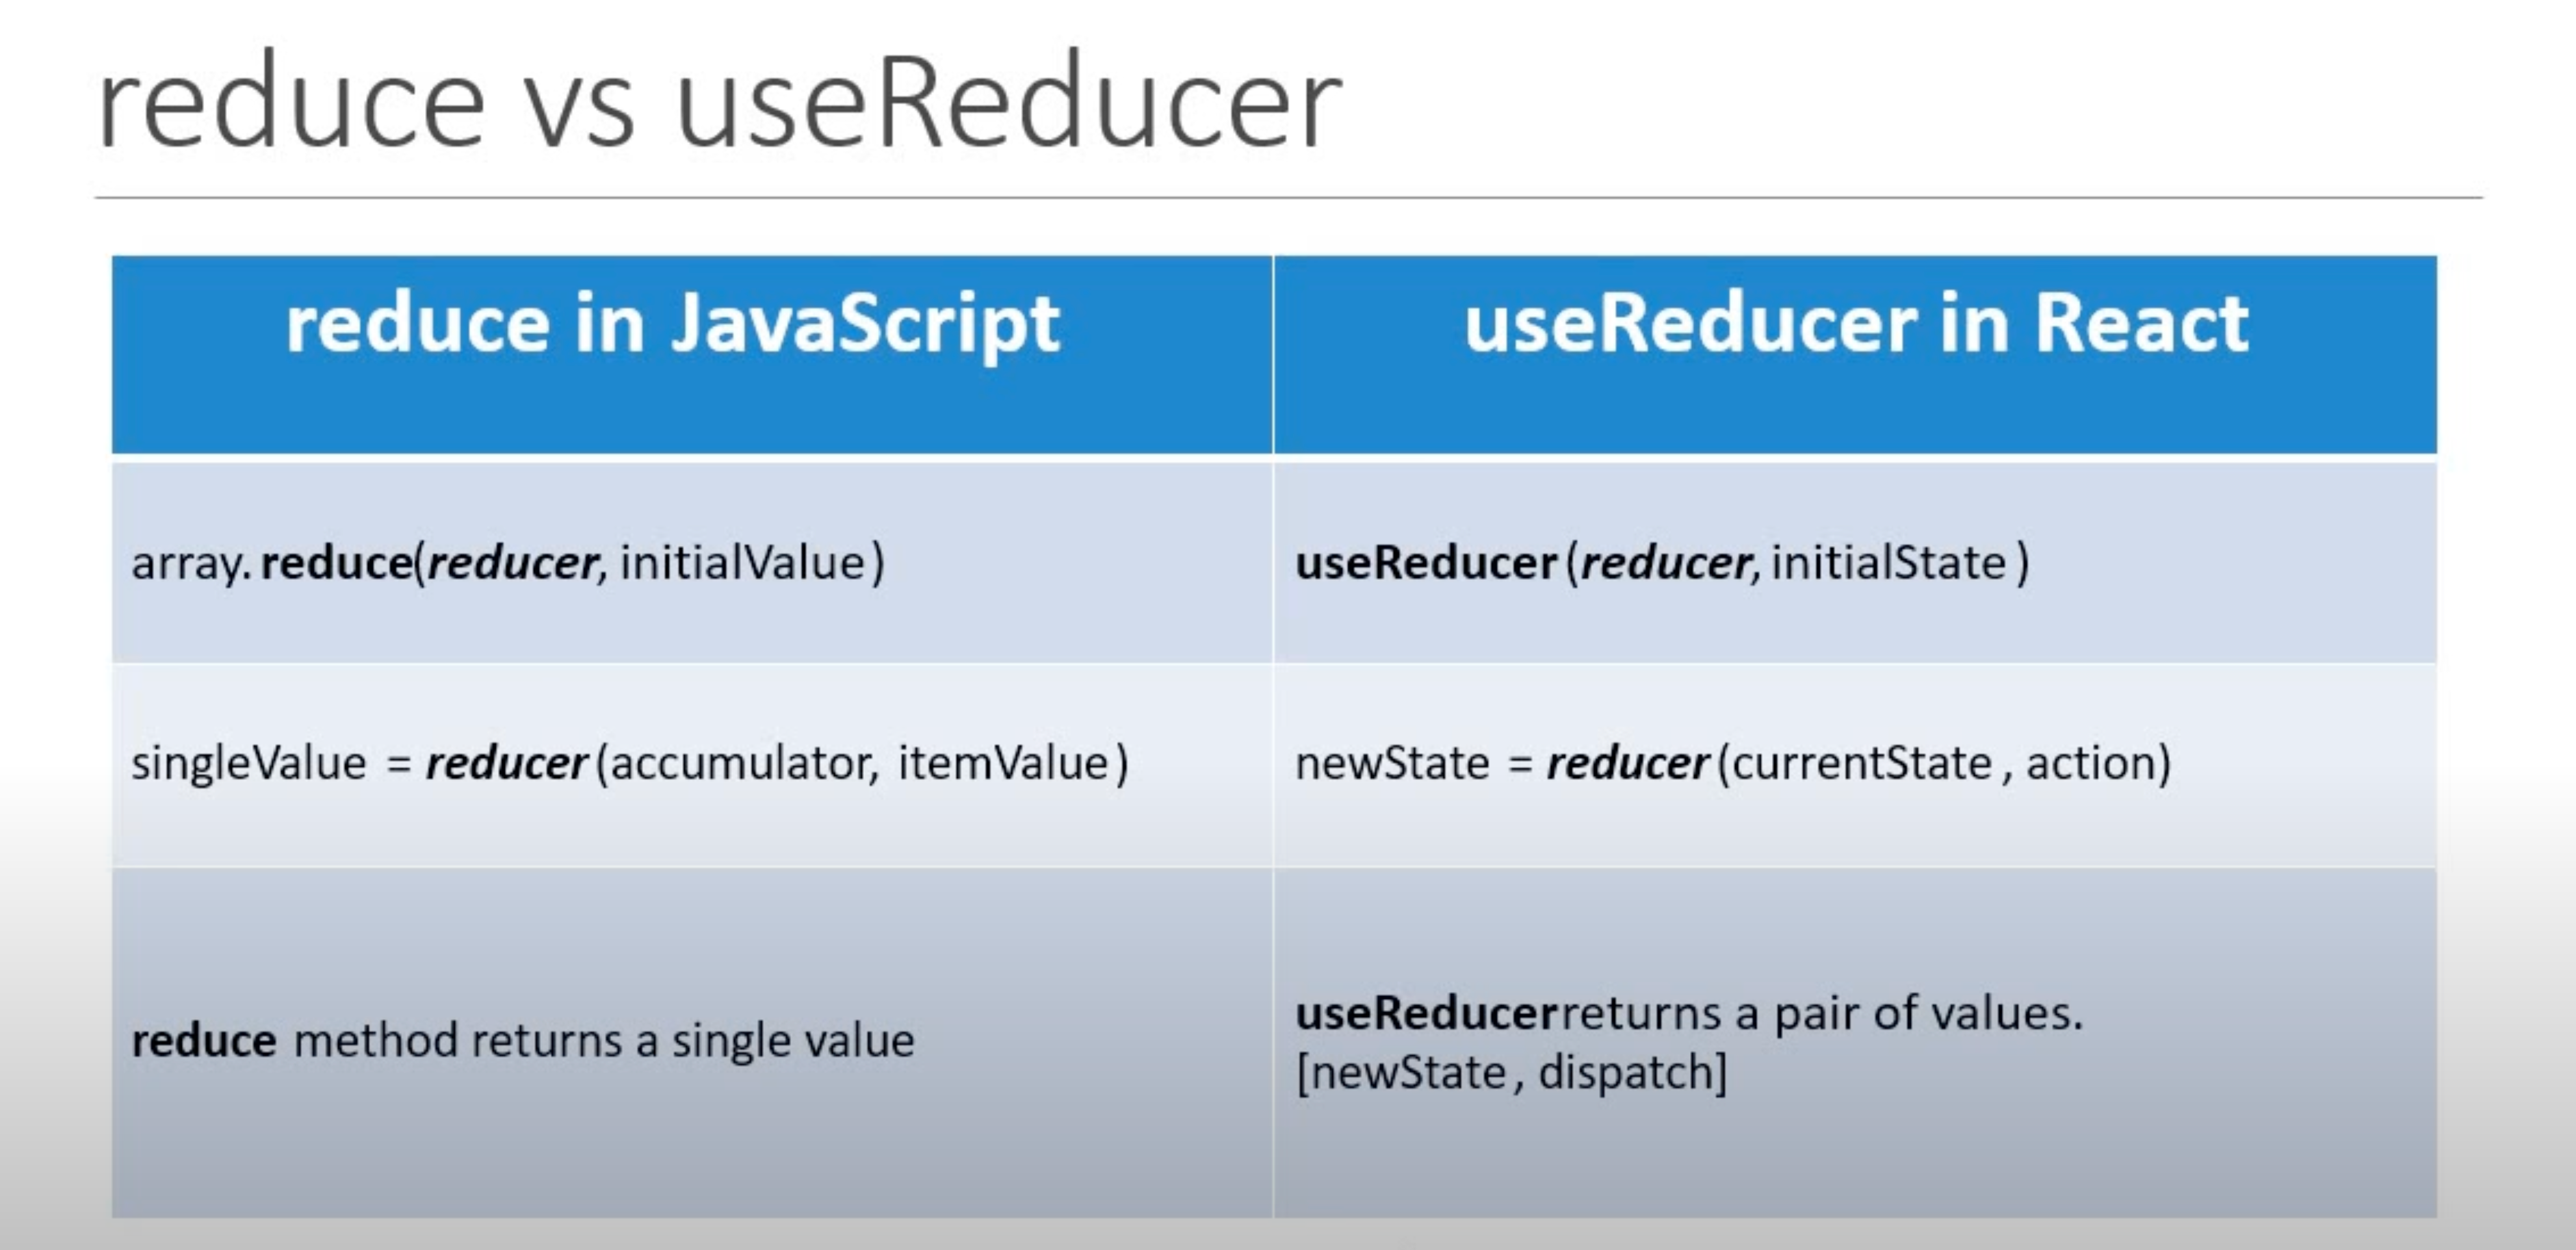 reduce vs useReducer
reduce in JavaScript
useReducer in React
array.reduce(reducer, initialValue)
useReducer(reducer, initialState)
singleValue = reducer(accumulator, itemValue)
newState = reducer(currentState, action)
reduce method returns a single value
useReducer returns a pair of values.
[newState, dispatch]